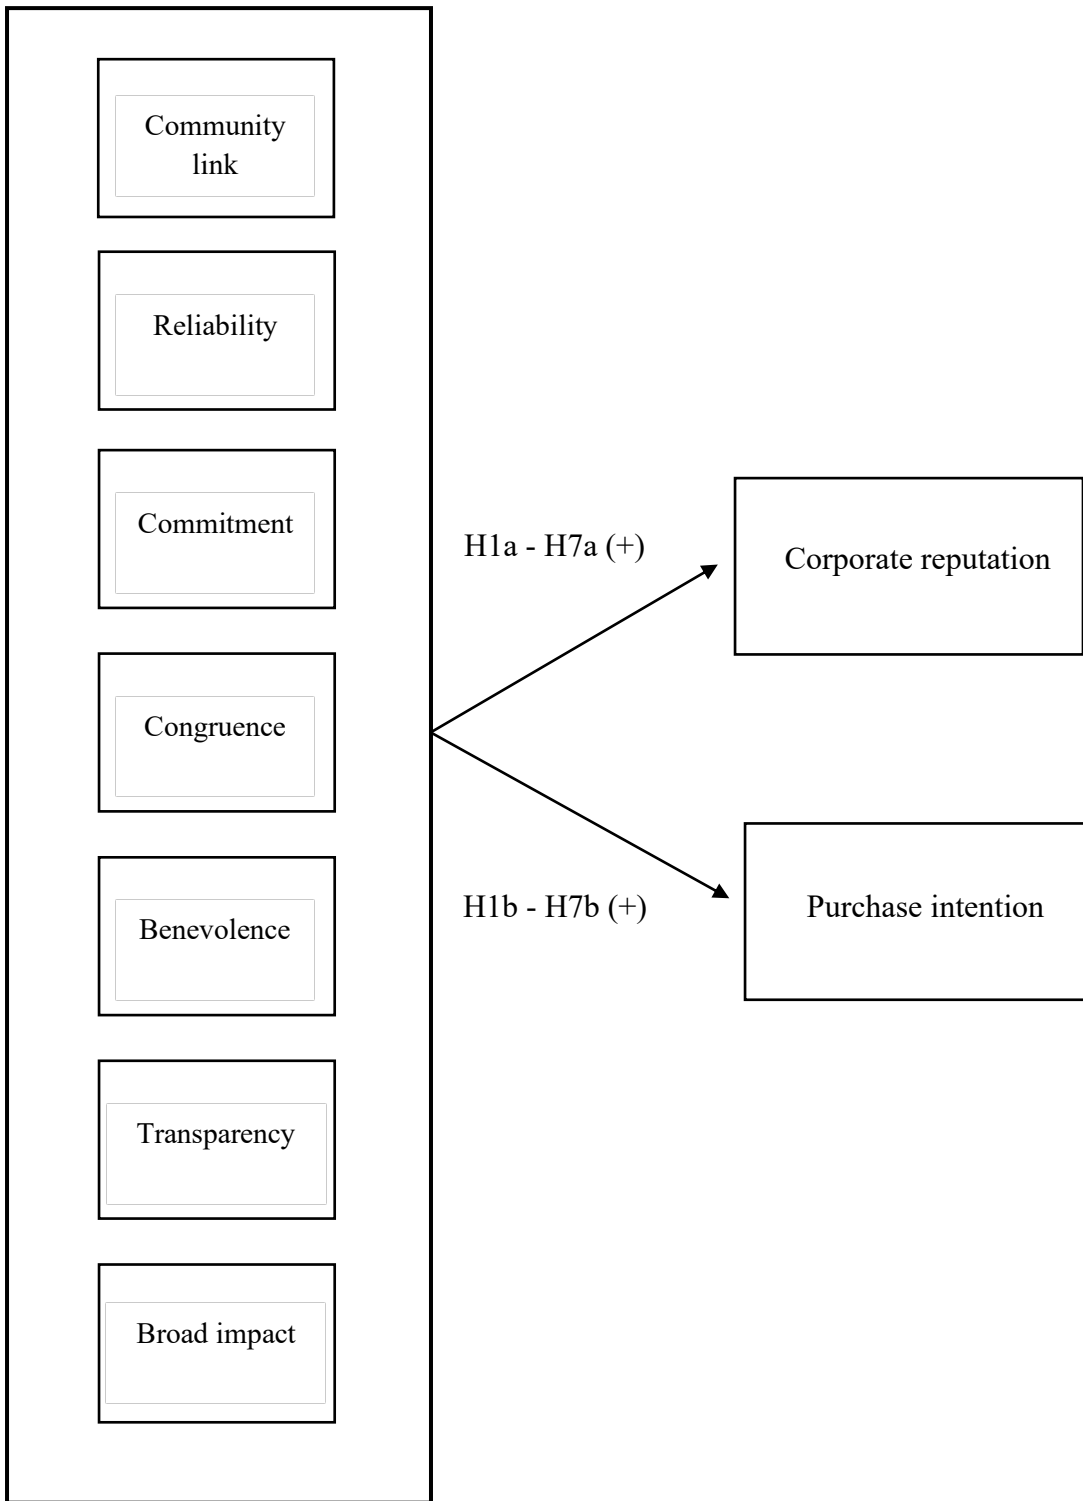 Community
link
Reliability
Commitment
Congruence
Benevolence
Transparency
Broad impact
H1a - H7a (+)
H1b - H7b (+)
Corporate reputation
Purchase intention